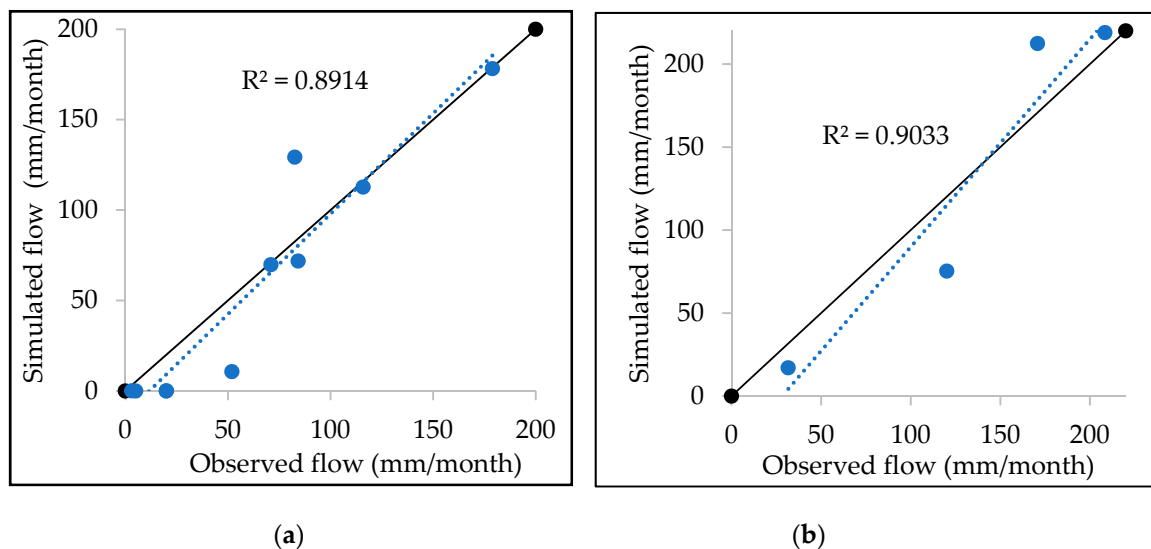 200
150
100
50
0
Simulated flow (mm/month)
R² = 0.8914
0 50 100 150 200
Observed flow (mm/month)
(a)
200
150
100
50
0
Simulated flow (mm/month)
R² = 0.9033
0 50 100 150 200
Observed flow (mm/month)
(b)